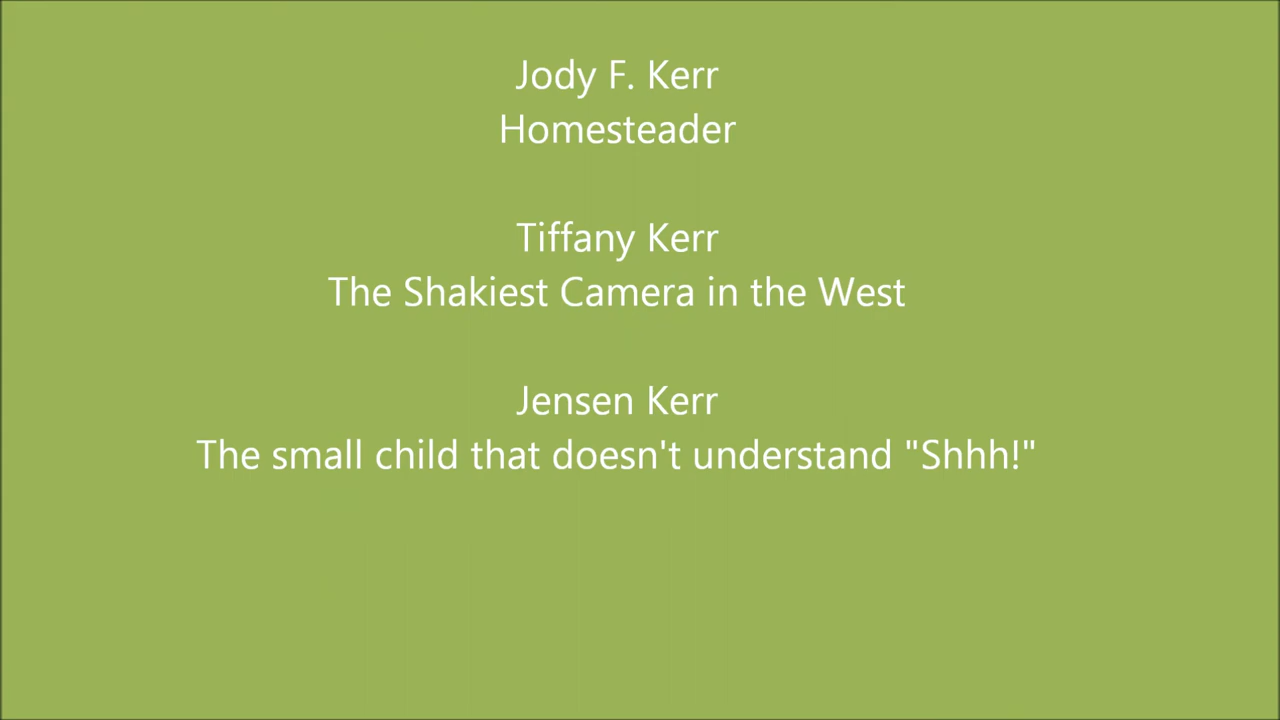 Jody F. Kerr
Homesteader
Tiffany Kerr
The Shakiest Camera in the West
Jensen Kerr
The small child that doesn't understand "Shhh!"